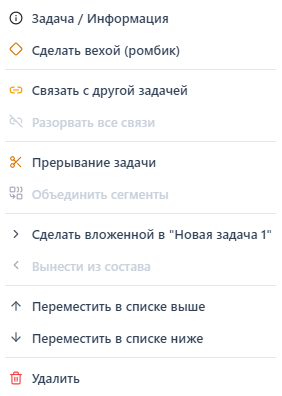 Задача / Информация
Сделать вехой (ромбик)
Связать с другой задачей
Разорвать все связи
Прерывание задачи
Объединить сегменты
Сделать вложенной в "Новая задача 1"
Вынести из состава
Переместить в списке выше
Переместить в списке ниже
Удалить